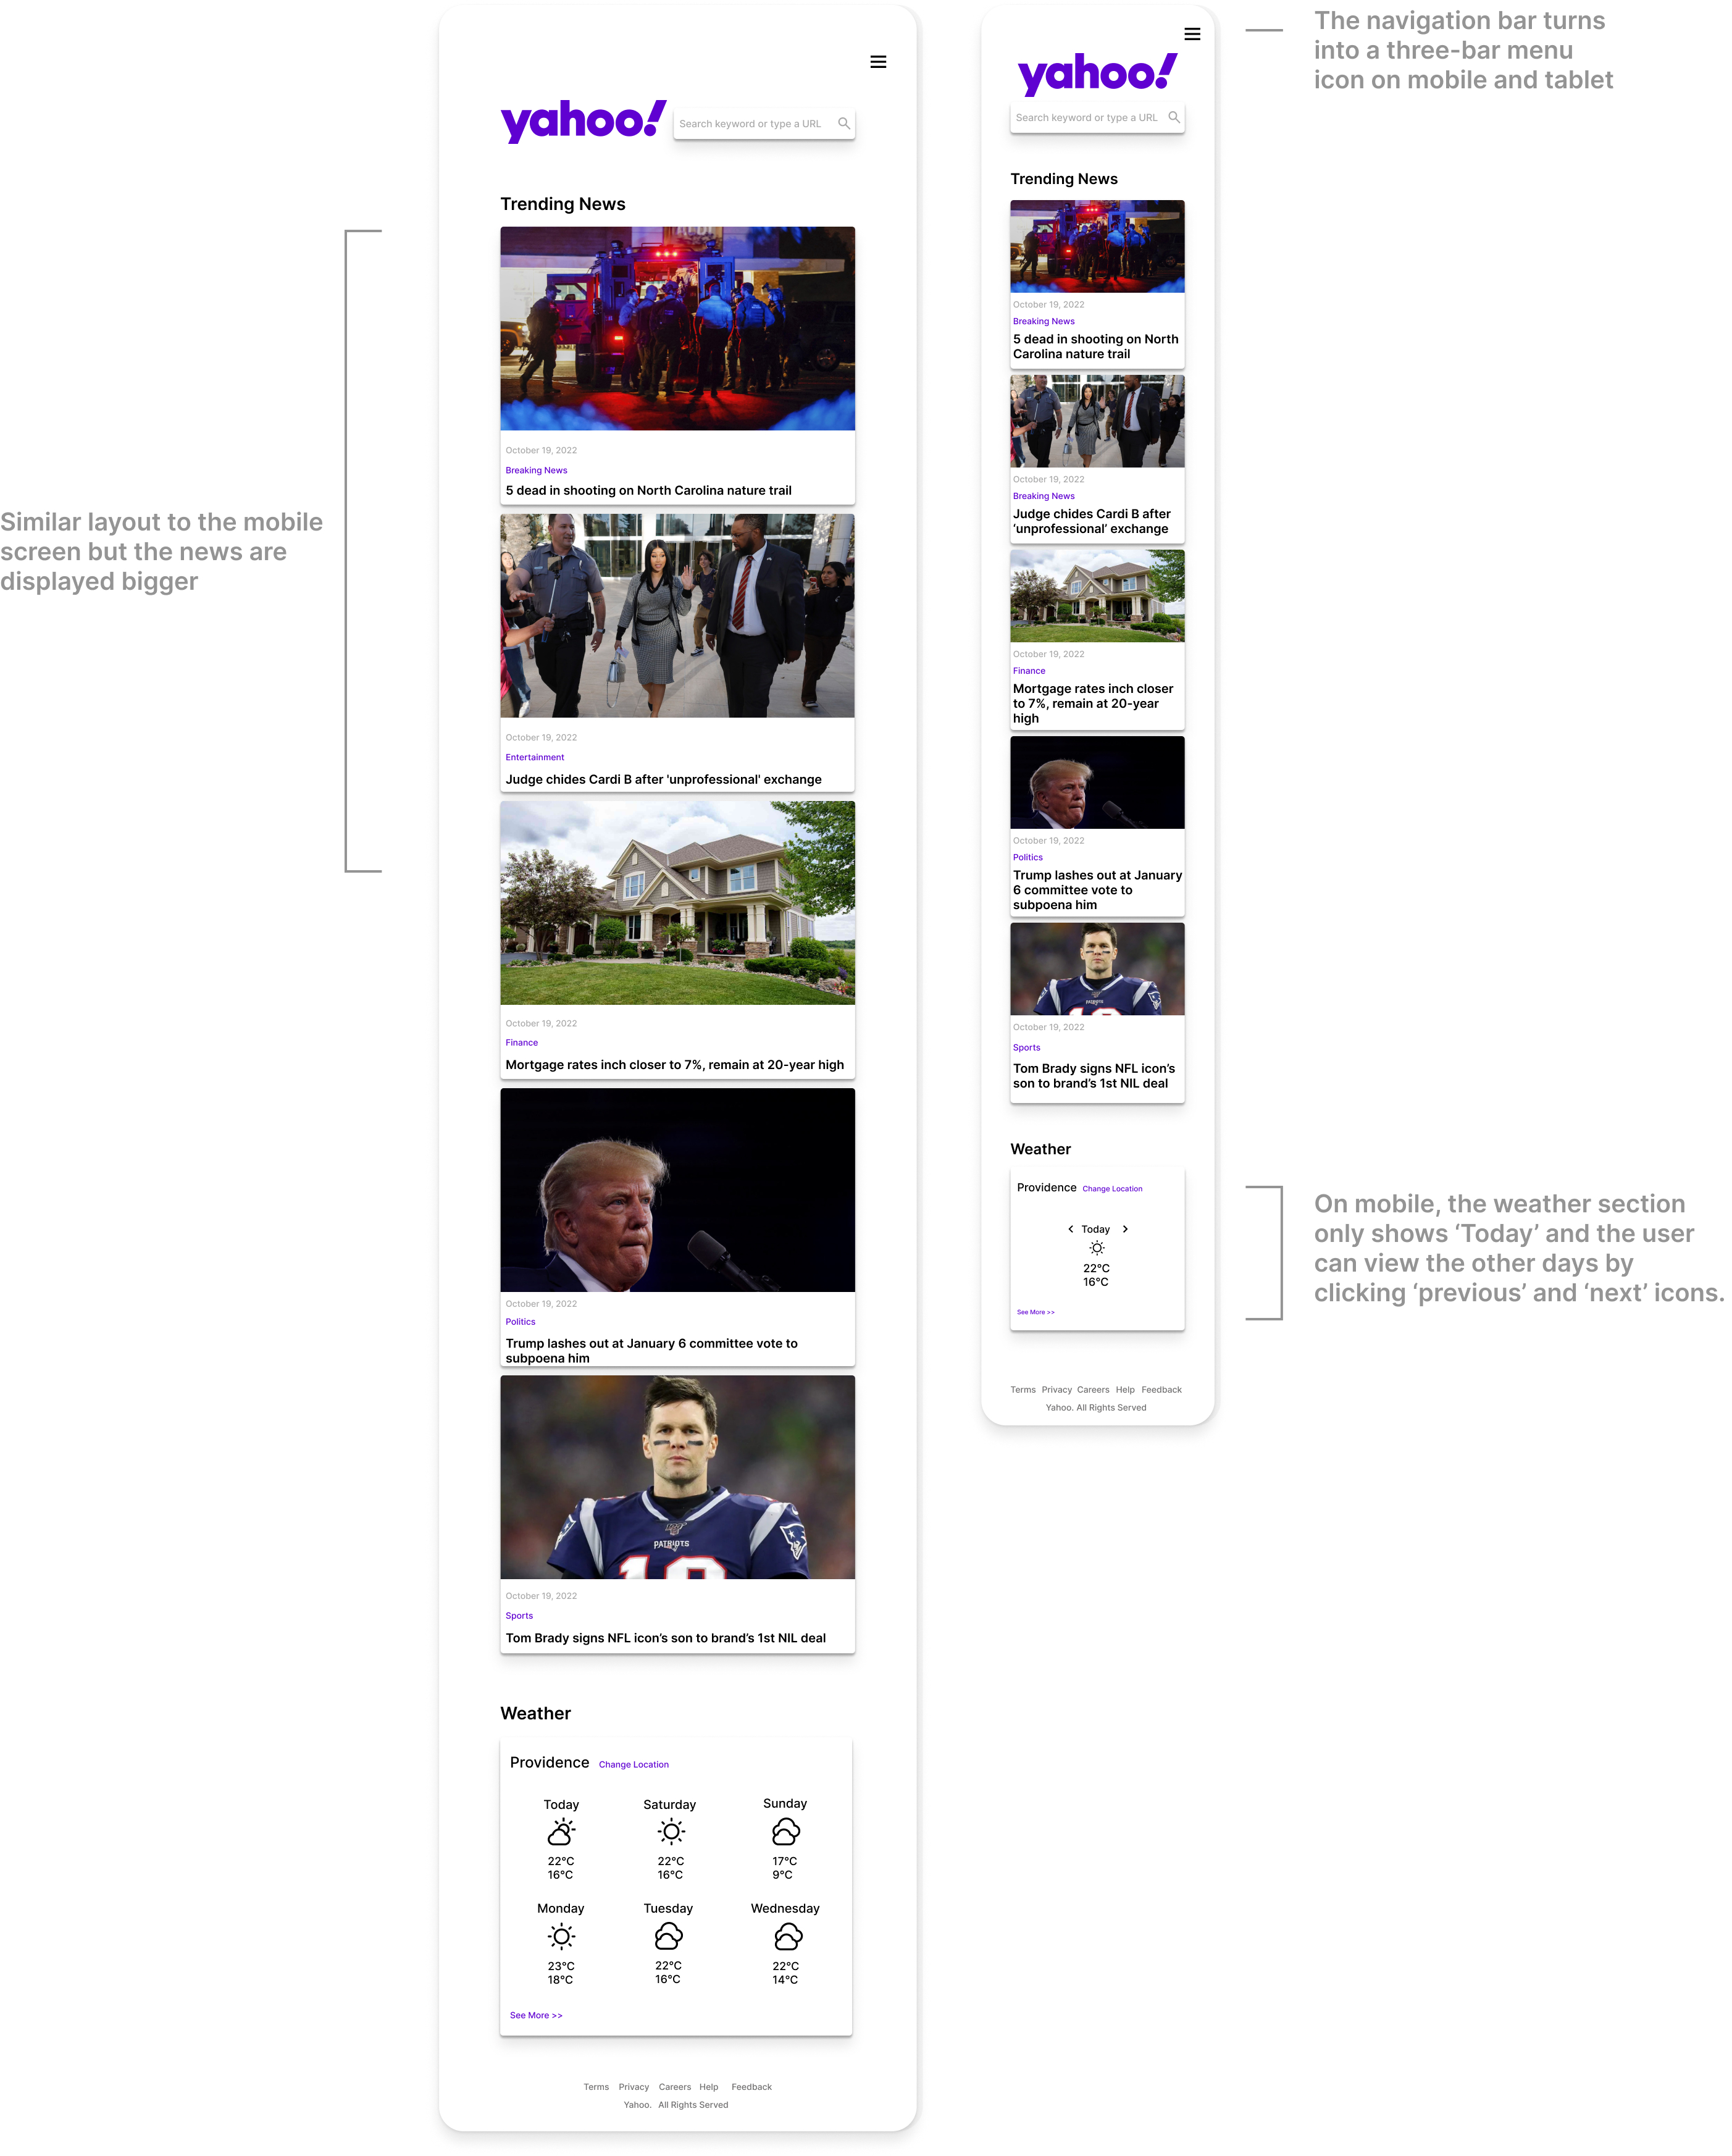 Similar layout to the mobile
screen but the news are
displayed bigger
yahoo!
Search keyword or type a URL
Trending News
October 19, 2022
Breaking News
5 dead in shooting on North Carolina nature trail
October 19, 2022
Entertainment
Judge chides Cardi B after 'unprofessional' exchange
October 19, 2022
Finance
Mortgage rates inch closer to 7%, remain at 20-year high
October 19, 2022
Politics
Trump lashes out at January 6 committee vote to
subpoena him
PATRIOTS
October 19, 2022
Sports
Tom Brady signs NFL icon’s son to brand’s 1st NIL deal
Weather
Providence Change Location
Today Saturday Sunday
22°C 22°C 17°C
16°C 16°C 9°C
Monday Tuesday Wednesday
23°C 22°C 22°C
18°C 16°C 14°C
See More >>
Terms Privacy Careers Help Feedback
Yahoo. All Rights Served
yahoo!
Search keyword or type a URL
Trending News
October 19, 2022
Breaking News
5 dead in shooting on North
Carolina nature trail
October 19, 2022
Breaking News
Judge chides Cardi B after
‘unprofessional’ exchange
October 19, 2022
Finance
Mortgage rates inch closer
to 7%, remain at 20-year
high
October 19, 2022
Politics
Trump lashes out at January
6 committee vote to
subpoena him
PATRIOTS
October 19, 2022
Sports
Tom Brady signs NFL icon’s
son to brand’s 1st NIL deal
Weather
Providence Change Location
< Today >
22°C
16°C
See More >>
Terms Privacy Careers Help Feedback
Yahoo. All Rights Served
The navigation bar turns
into a three-bar menu
icon on mobile and tablet
On mobile, the weather section
only shows ‘Today’ and the user
can view the other days by
clicking ‘previous’ and ‘next’ icons.